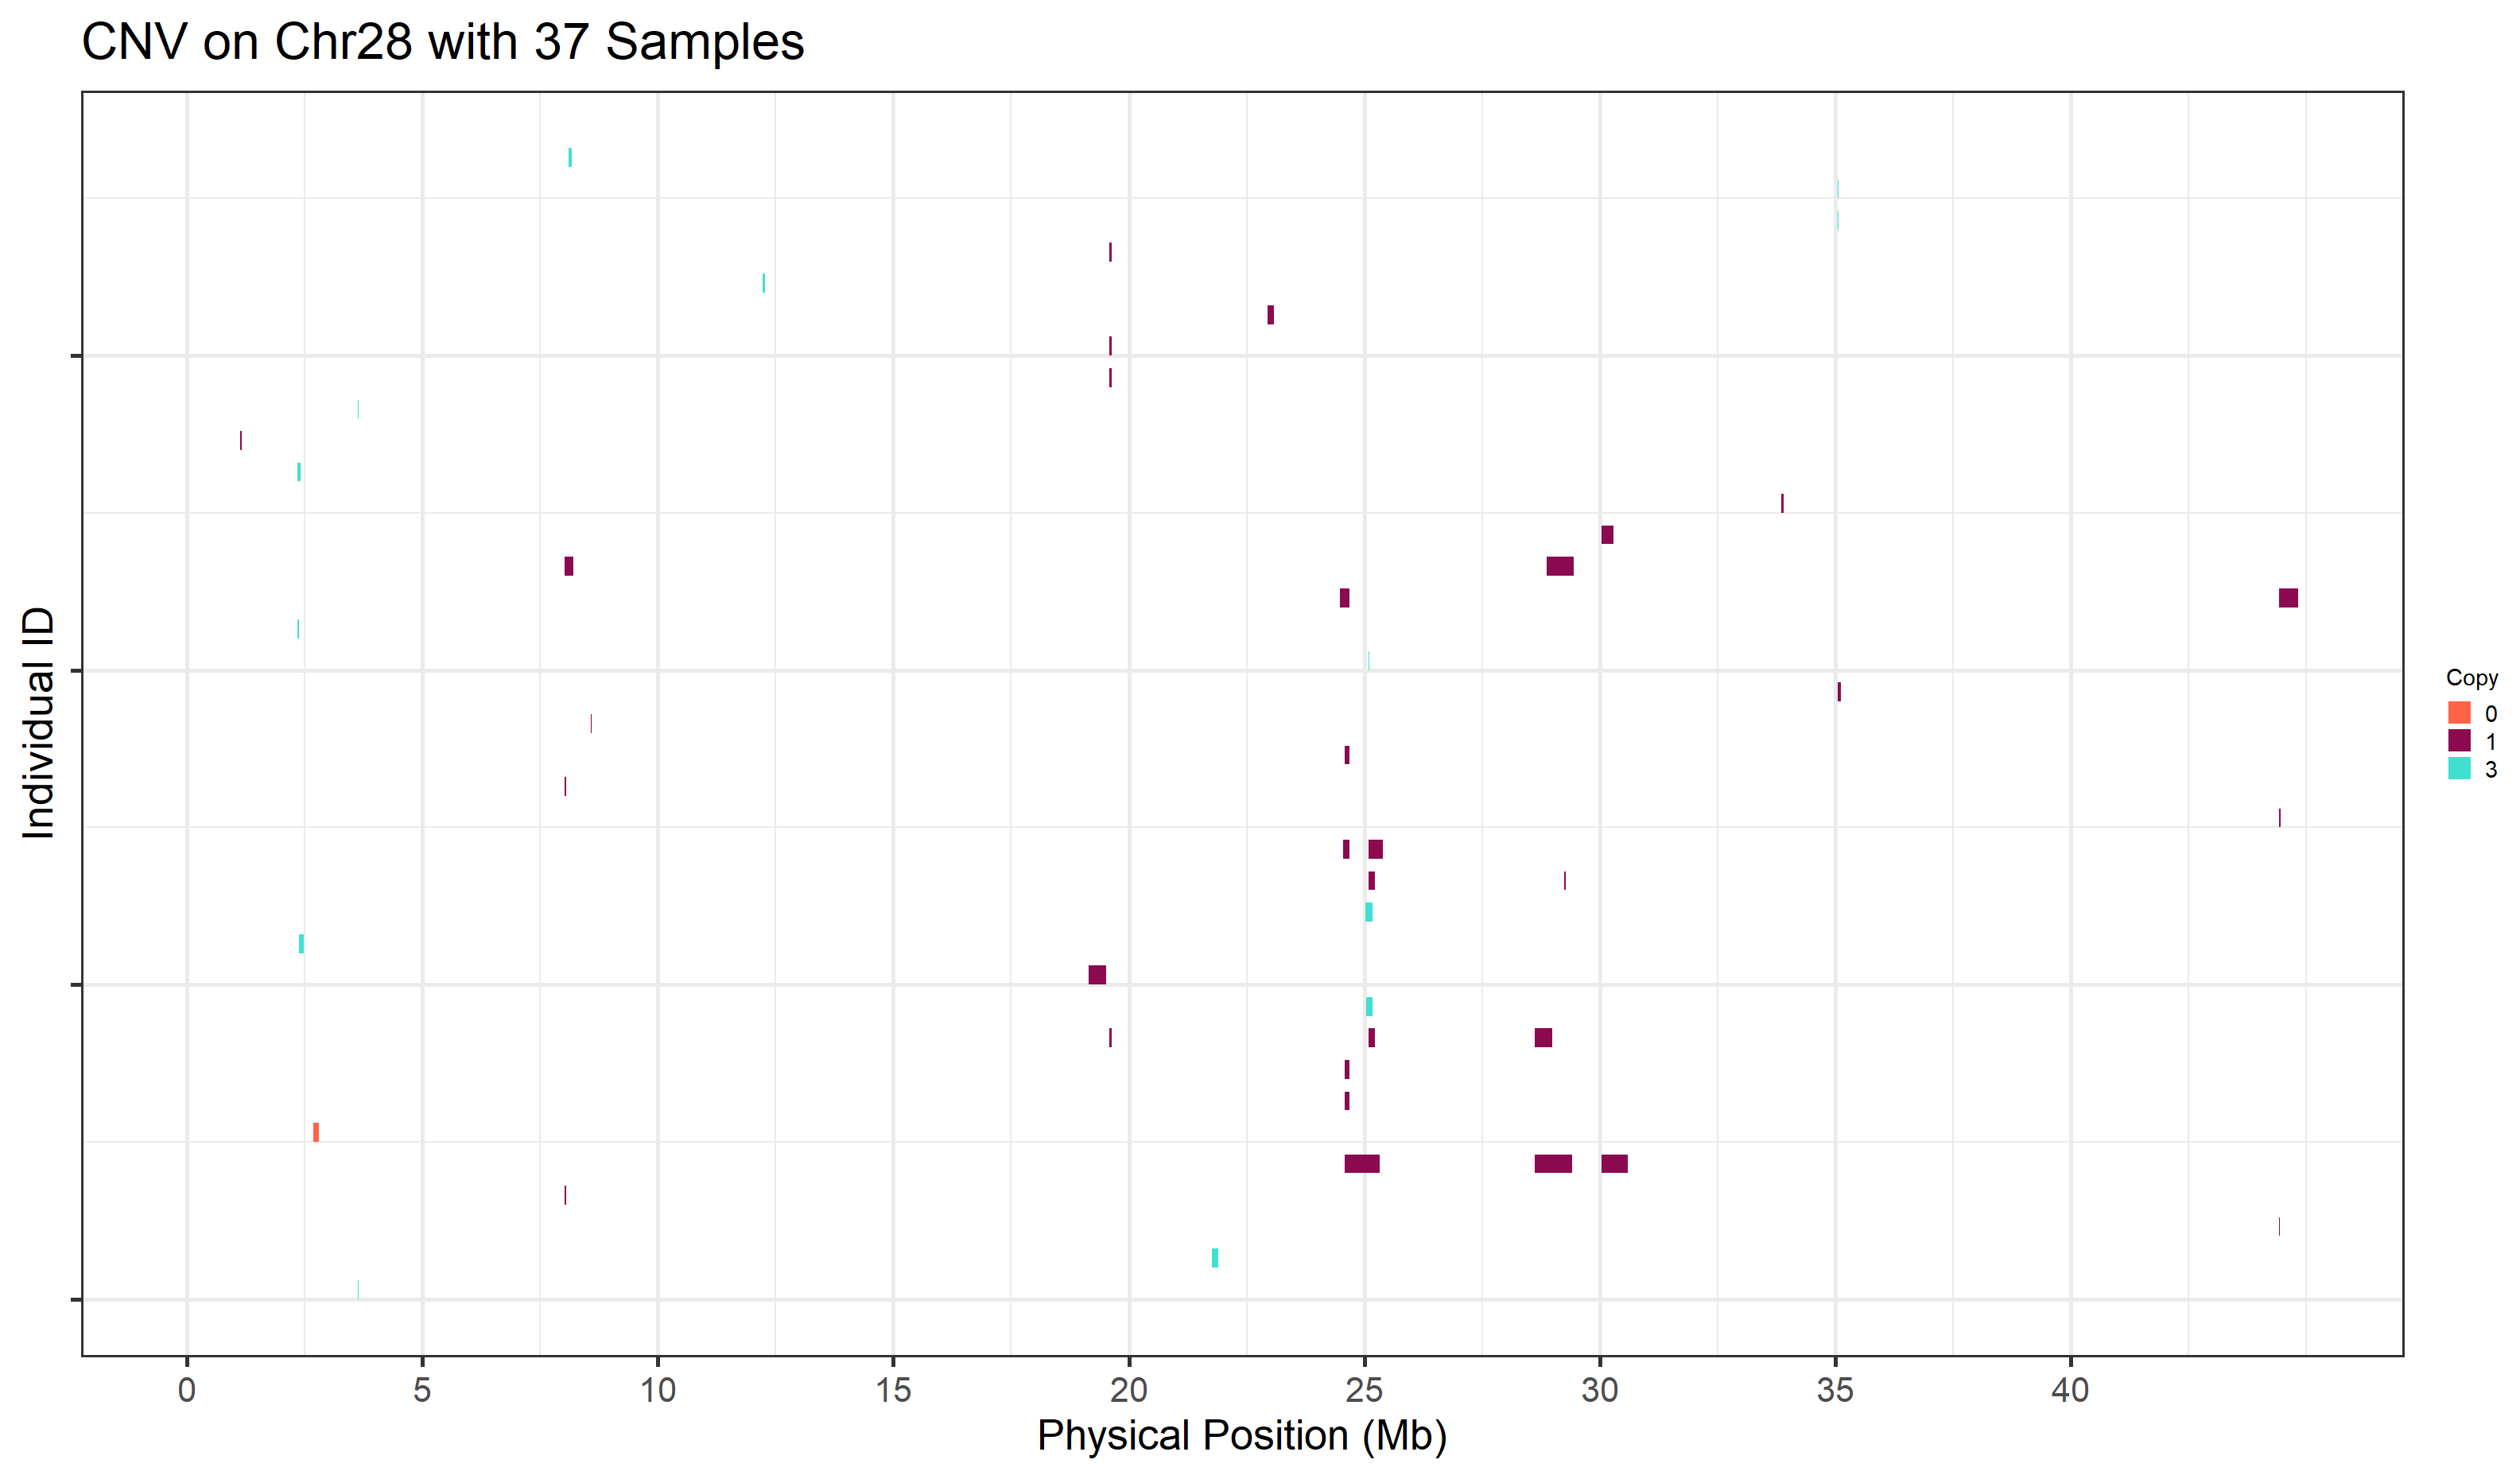 CNV on Chr28 with 37 Samples
Individual ID
0 5 10 15 20 25 30 35 40
Physical Position (Mb)
Copy
0
1
3